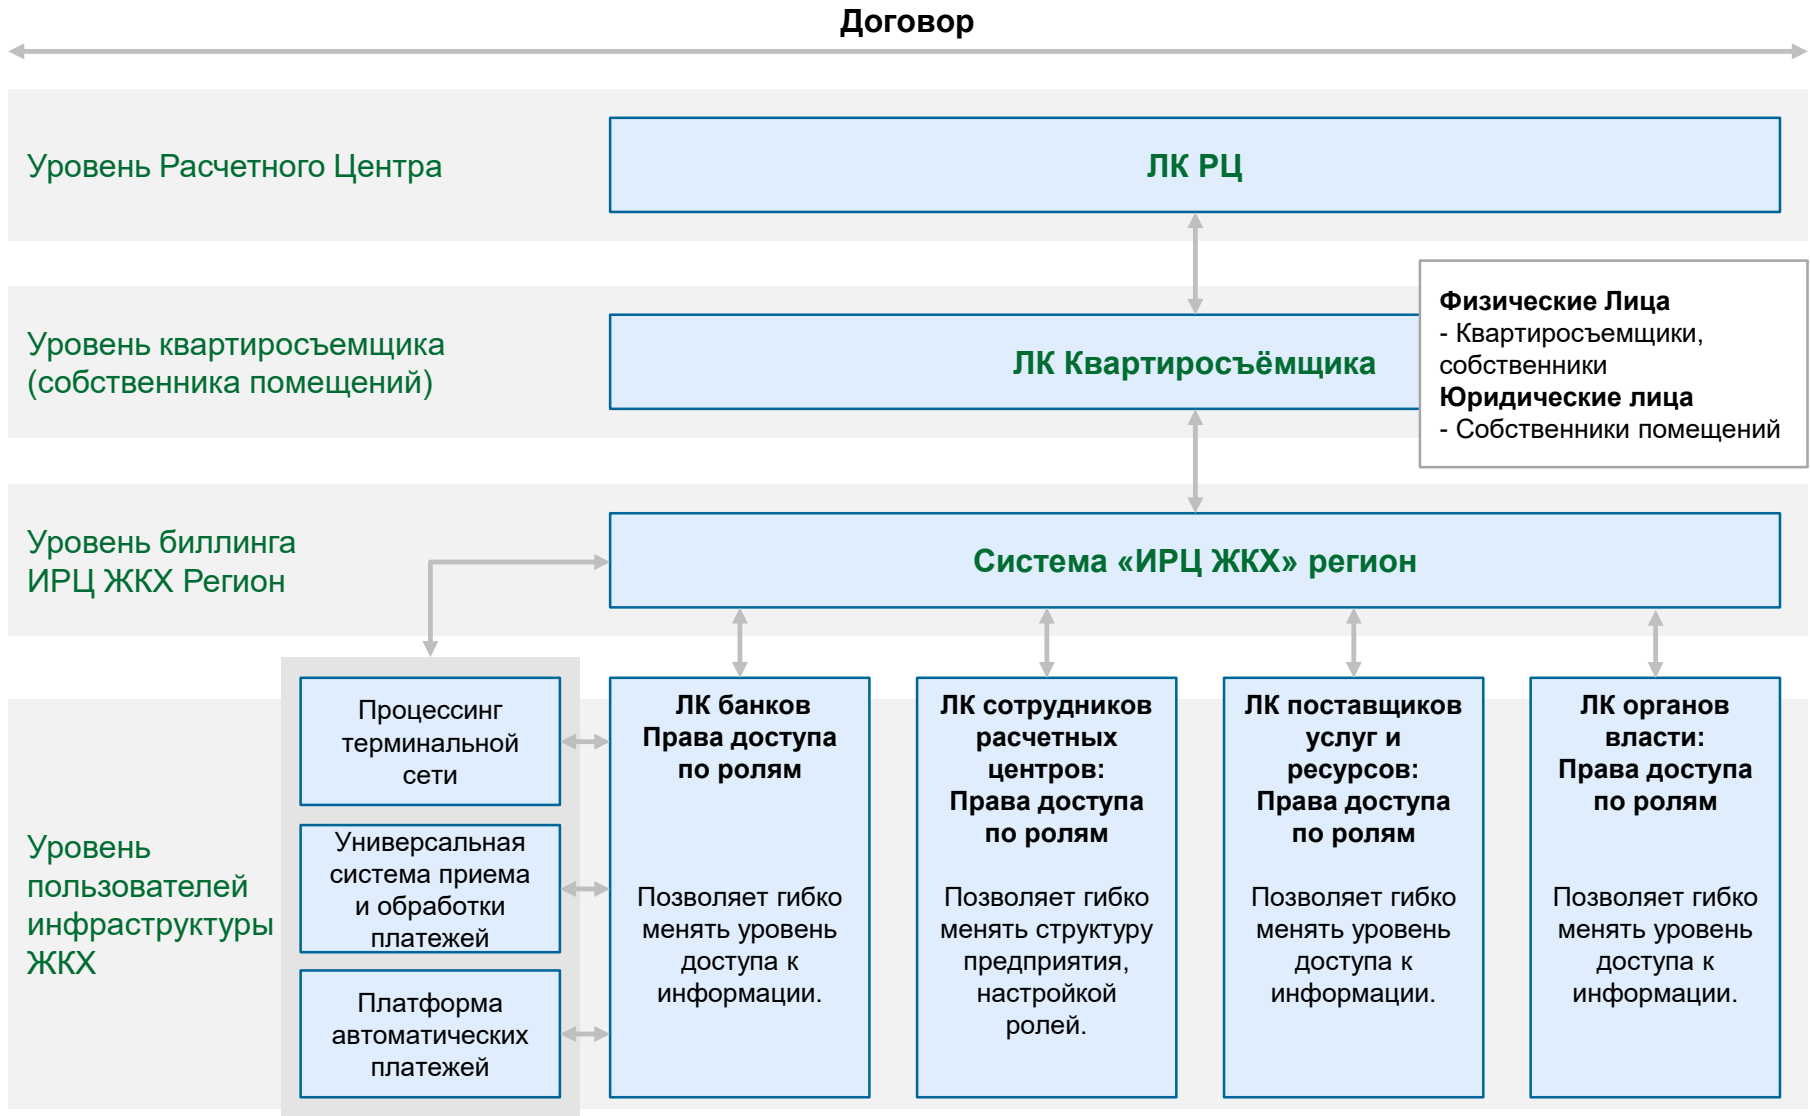 Договор
Уровень Расчетного Центра
ЛК РЦ
Уровень квартиросъемщика
(собственника помещений)
ЛК Квартиросъёмщика
Физические Лица
- Квартиросъемщики,
собственники
Юридические лица
- Собственники помещений
Уровень биллинга
ИРЦ ЖКХ Регион
Система «ИРЦ ЖКХ» регион
Уровень
пользователей
инфраструктуры
ЖКХ
Процессинг
терминальной
сети
Универсальная
система приема
и обработки
платежей
Платформа
автоматических
платежей
ЛК банков
Права доступа
по ролям
Позволяет гибко
менять уровень
доступа к
информации.
ЛК сотрудников
расчетных
центров:
Права доступа
по ролям
Позволяет гибко
менять структуру
предприятия,
настройкой
ролей.
ЛК поставщиков
услуг и
ресурсов:
Права доступа
по ролям
Позволяет гибко
менять уровень
доступа к
информации.
ЛК органов
власти:
Права доступа
по ролям
Позволяет гибко
менять уровень
доступа к
информации.